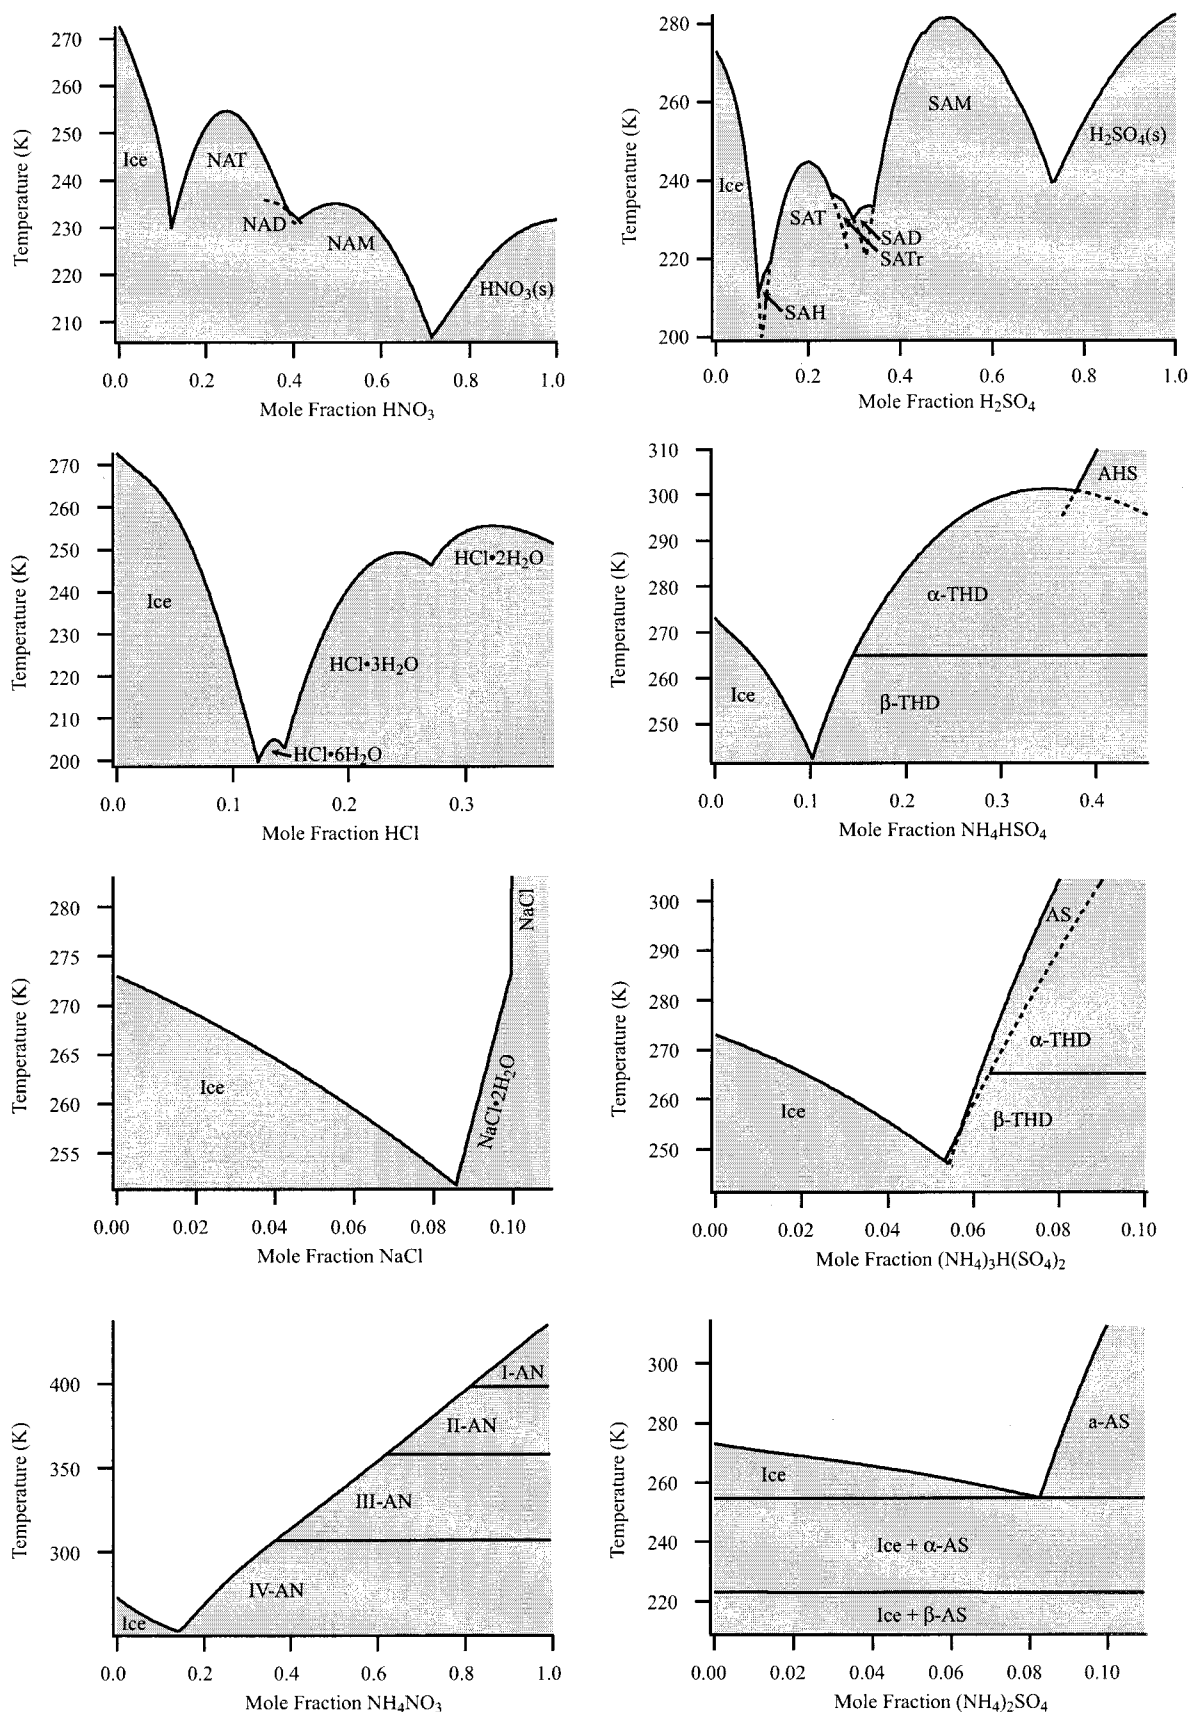 270
260
250
240
230
220
210
Temperature (K)
Ice
NAT
NAD
NAM
HNO₃(s)
0.0 0.2 0.4 0.6 0.8 1.0
Mole Fraction HNO₃
280
260
240
220
200
Temperature (K)
Ice
SAT
SAH
SAD
SATr
SAM
H₂SO₄(s)
0.0 0.2 0.4 0.6 0.8 1.0
Mole Fraction H₂SO₄
270
260
250
240
230
220
210
200
Temperature (K)
Ice
HCl•6H₂O
HCl•3H₂O
HCl•2H₂O
0.0 0.1 0.2 0.3
Mole Fraction HCl
310
300
290
280
270
260
250
Temperature (K)
Ice
AHS
α-THD
β-THD
0.0 0.1 0.2 0.3 0.4
Mole Fraction NH₄HSO₄
280
275
270
265
260
255
Temperature (K)
Ice
NaCl
NaCl•2H₂O
0.00 0.02 0.04 0.06 0.08 0.10
Mole Fraction NaCl
300
290
280
270
260
250
Temperature (K)
Ice
AS
α-THD
β-THD
0.00 0.02 0.04 0.06 0.08 0.10
Mole Fraction (NH₄)₃H(SO₄)₂
400
350
300
Temperature (K)
Ice
I-AN
II-AN
III-AN
IV-AN
0.0 0.2 0.4 0.6 0.8 1.0
Mole Fraction NH₄NO₃
300
280
260
240
220
Temperature (K)
Ice
a-AS
Ice + α-AS
Ice + β-AS
0.00 0.02 0.04 0.06 0.08 0.10
Mole Fraction (NH₄)₂SO₄